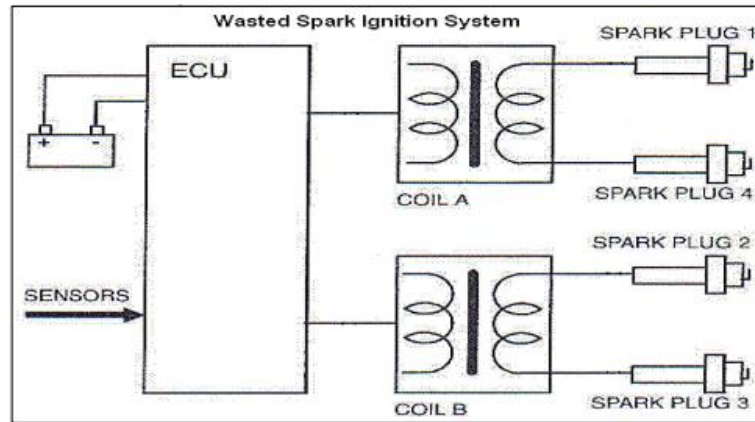 Wasted Spark Ignition System
SPARK PLUG 1
ECU
+ -
SPARK PLUG 4
COIL A
SPARK PLUG 2
SENSORS
SPARK PLUG 3
COIL B